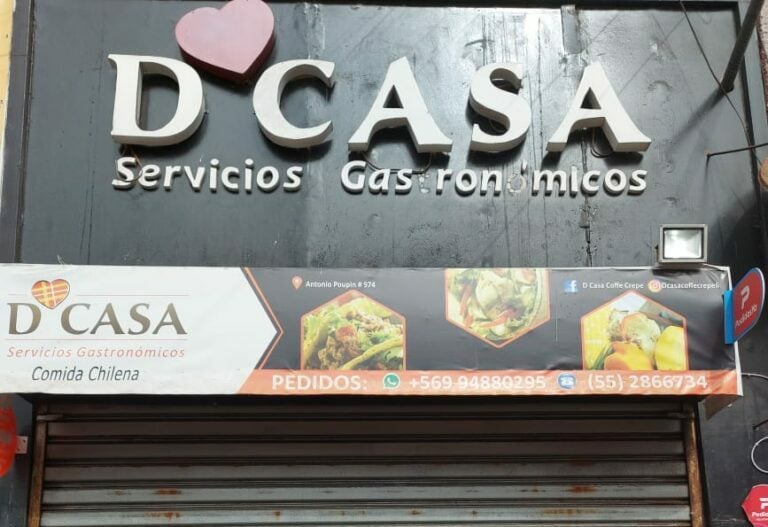 D CASA
Servicios Gastronómicos
D CASA
Servicios Gastronómicos
Comida Chilena
Antonio Poupin # 974
D Casa Coffe Crepe
PEDIDOS: +569 94880295 (55) 2866734
PedidosYa